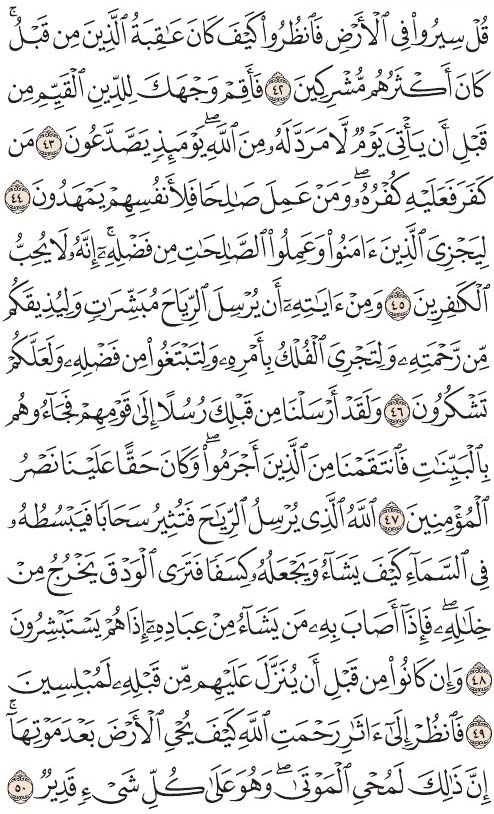 قُلْ سِيرُوا۟ فِى ٱلْأَرْضِ فَٱنظُرُوا۟ كَيْفَ كَانَ عَٰقِبَةُ ٱلَّذِينَ مِن قَبْلُ ۚ
كَانَ أَكْثَرُهُم مُّشْرِكِينَ ٤٢ فَأَقِمْ وَجْهَكَ لِلدِّينِ ٱلْقَيِّمِ مِن
قَبْلِ أَن يَأْتِىَ يَوْمٌ لَّا مَرَدَّ لَهُۥ مِنَ ٱللَّهِ ۖ يَوْمَئِذٍ يَصَّدَّعُونَ ٤٣ مَن
كَفَرَ فَعَلَيْهِ كُفْرُهُۥ ۖ وَمَنْ عَمِلَ صَٰلِحًا فَلِأَنفُسِهِمْ يَمْهَدُونَ ٤٤
لِيَجْزِىَ ٱلَّذِينَ ءَامَنُوا۟ وَعَمِلُوا۟ ٱلصَّٰلِحَٰتِ مِن فَضْلِهِۦٓ ۚ إِنَّهُۥ لَا يُحِبُّ
ٱلْكَٰفِرِينَ ٤٥ وَمِنْ ءَايَٰتِهِۦٓ أَن يُرْسِلَ ٱلرِّيَاحَ مُبَشِّرَٰتٍ وَلِيُذِيقَكُم
مِّن رَّحْمَتِهِۦ وَلِتَجْرِىَ ٱلْفُلْكُ بِأَمْرِهِۦ وَلِتَبْتَغُوا۟ مِن فَضْلِهِۦ وَلَعَلَّكُمْ
تَشْكُرُونَ ٤٦ وَلَقَدْ أَرْسَلْنَا مِن قَبْلِكَ رُسُلًا إِلَىٰ قَوْمِهِمْ فَجَآءُوهُم
بِٱلْبَيِّنَٰتِ فَٱنتَقَمْنَا مِنَ ٱلَّذِينَ أَجْرَمُوا۟ ۖ وَكَانَ حَقًّا عَلَيْنَا نَصْرُ
ٱلْمُؤْمِنِينَ ٤٧ ٱللَّهُ ٱلَّذِى يُرْسِلُ ٱلرِّيَٰحَ فَتُثِيرُ سَحَابًا فَيَبْسُطُهُۥ
فِى ٱلسَّمَآءِ كَيْفَ يَشَآءُ وَيَجْعَلُهُۥ كِسَفًا فَتَرَى ٱلْوَدْقَ يَخْرُجُ مِنْ
خِلَٰلِهِۦ ۖ فَإِذَآ أَصَابَ بِهِۦ مَن يَشَآءُ مِنْ عِبَادِهِۦٓ إِذَا هُمْ يَسْتَبْشِرُونَ
٤٨ وَإِن كَانُوا۟ مِن قَبْلِ أَن يُنَزَّلَ عَلَيْهِم مِّن قَبْلِهِۦ لَمُبْلِسِينَ
٤٩ فَٱنظُرْ إِلَىٰٓ ءَاثَٰرِ رَحْمَتِ ٱللَّهِ كَيْفَ يُحْىِ ٱلْأَرْضَ بَعْدَ مَوْتِهَآ ۚ
إِنَّ ذَٰلِكَ لَمُحْىِ ٱلْمَوْتَىٰ ۖ وَهُوَ عَلَىٰ كُلِّ شَىْءٍ قَدِيرٌ ٥٠